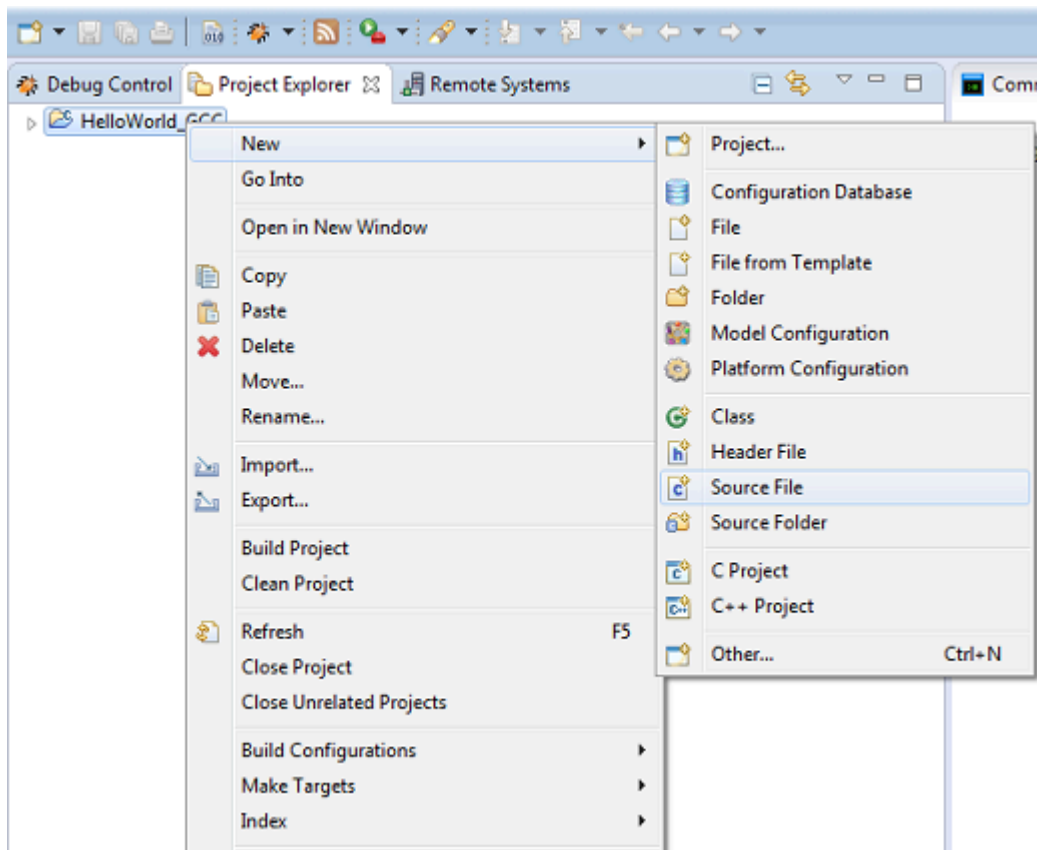 Debug Control Project Explorer Remote Systems Comm
HelloWorld_GCC
New
Go Into
Open in New Window
Copy
Paste
Delete
Move...
Rename...
Import...
Export...
Build Project
Clean Project
Refresh F5
Close Project
Close Unrelated Projects
Build Configurations
Make Targets
Index
Project...
Configuration Database
File
File from Template
Folder
Model Configuration
Platform Configuration
Class
Header File
Source File
Source Folder
C Project
C++ Project
Other... Ctrl+N